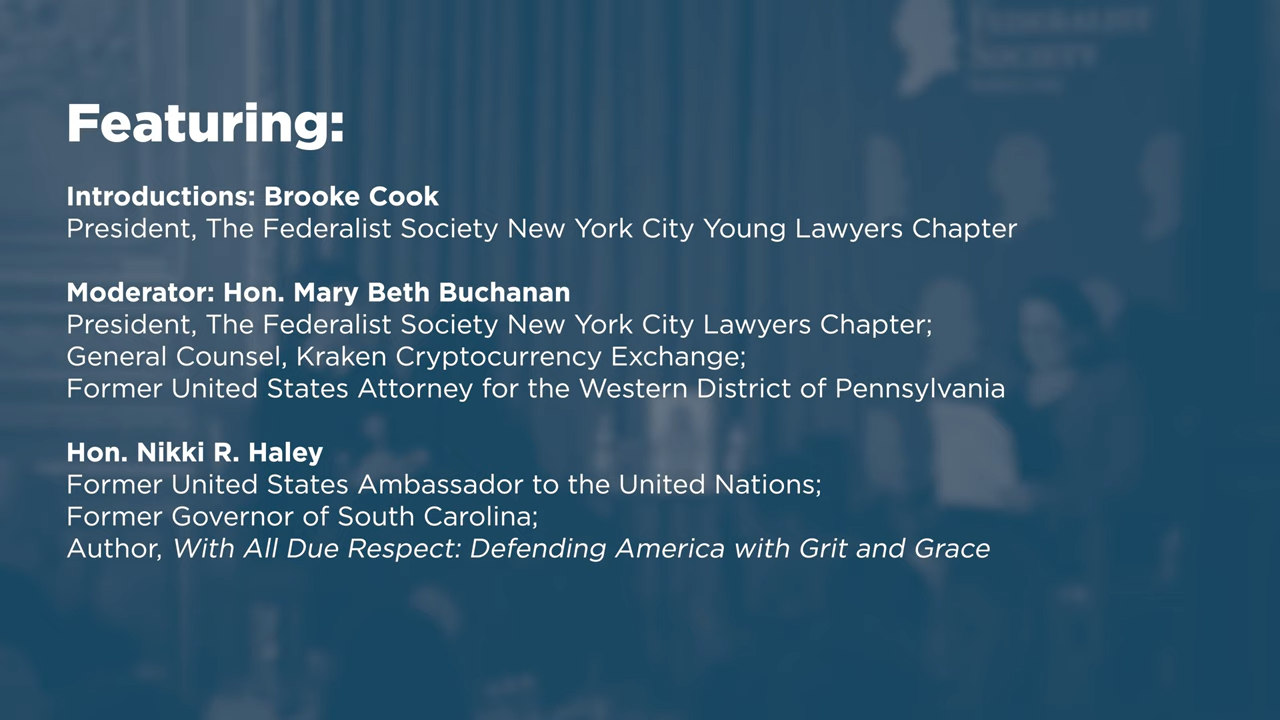 FEDERALIST
SOCIETY
Featuring:
Introductions: Brooke Cook
President, The Federalist Society New York City Young Lawyers Chapter
Moderator: Hon. Mary Beth Buchanan
President, The Federalist Society New York City Lawyers Chapter;
General Counsel, Kraken Cryptocurrency Exchange;
Former United States Attorney for the Western District of Pennsylvania
Hon. Nikki R. Haley
Former United States Ambassador to the United Nations;
Former Governor of South Carolina;
Author, With All Due Respect: Defending America with Grit and Grace